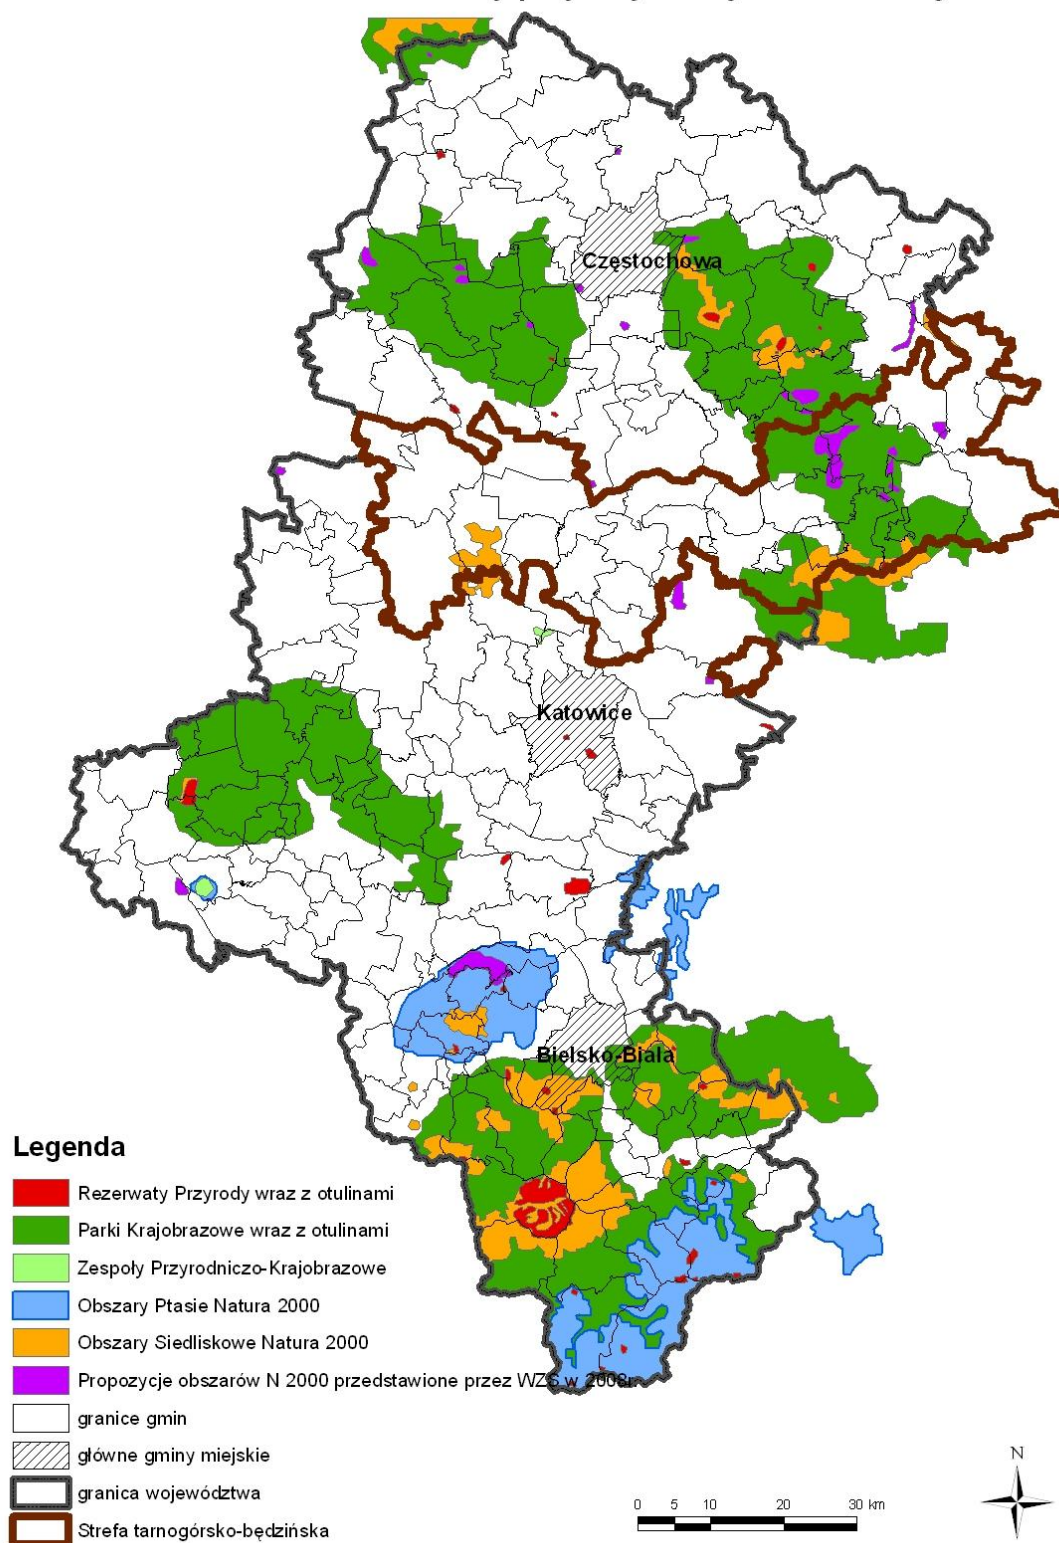 Częstochowa
Katowice
Bielsko-Biala
Legenda
Rezerwaty Przyrody wraz z otulinami
Parki Krajobrazowe wraz z otulinami
Zespoły Przyrodniczo-Krajobrazowe
Obszary Ptasie Natura 2000
Obszary Siedliskowe Natura 2000
Propozycje obszarów N 2000 przedstawione przez WZS w 2008r.
granice gmin
główne gminy miejskie
granica województwa
Strefa tarnogórsko-będzińska
N
0 5 10 20 30 km